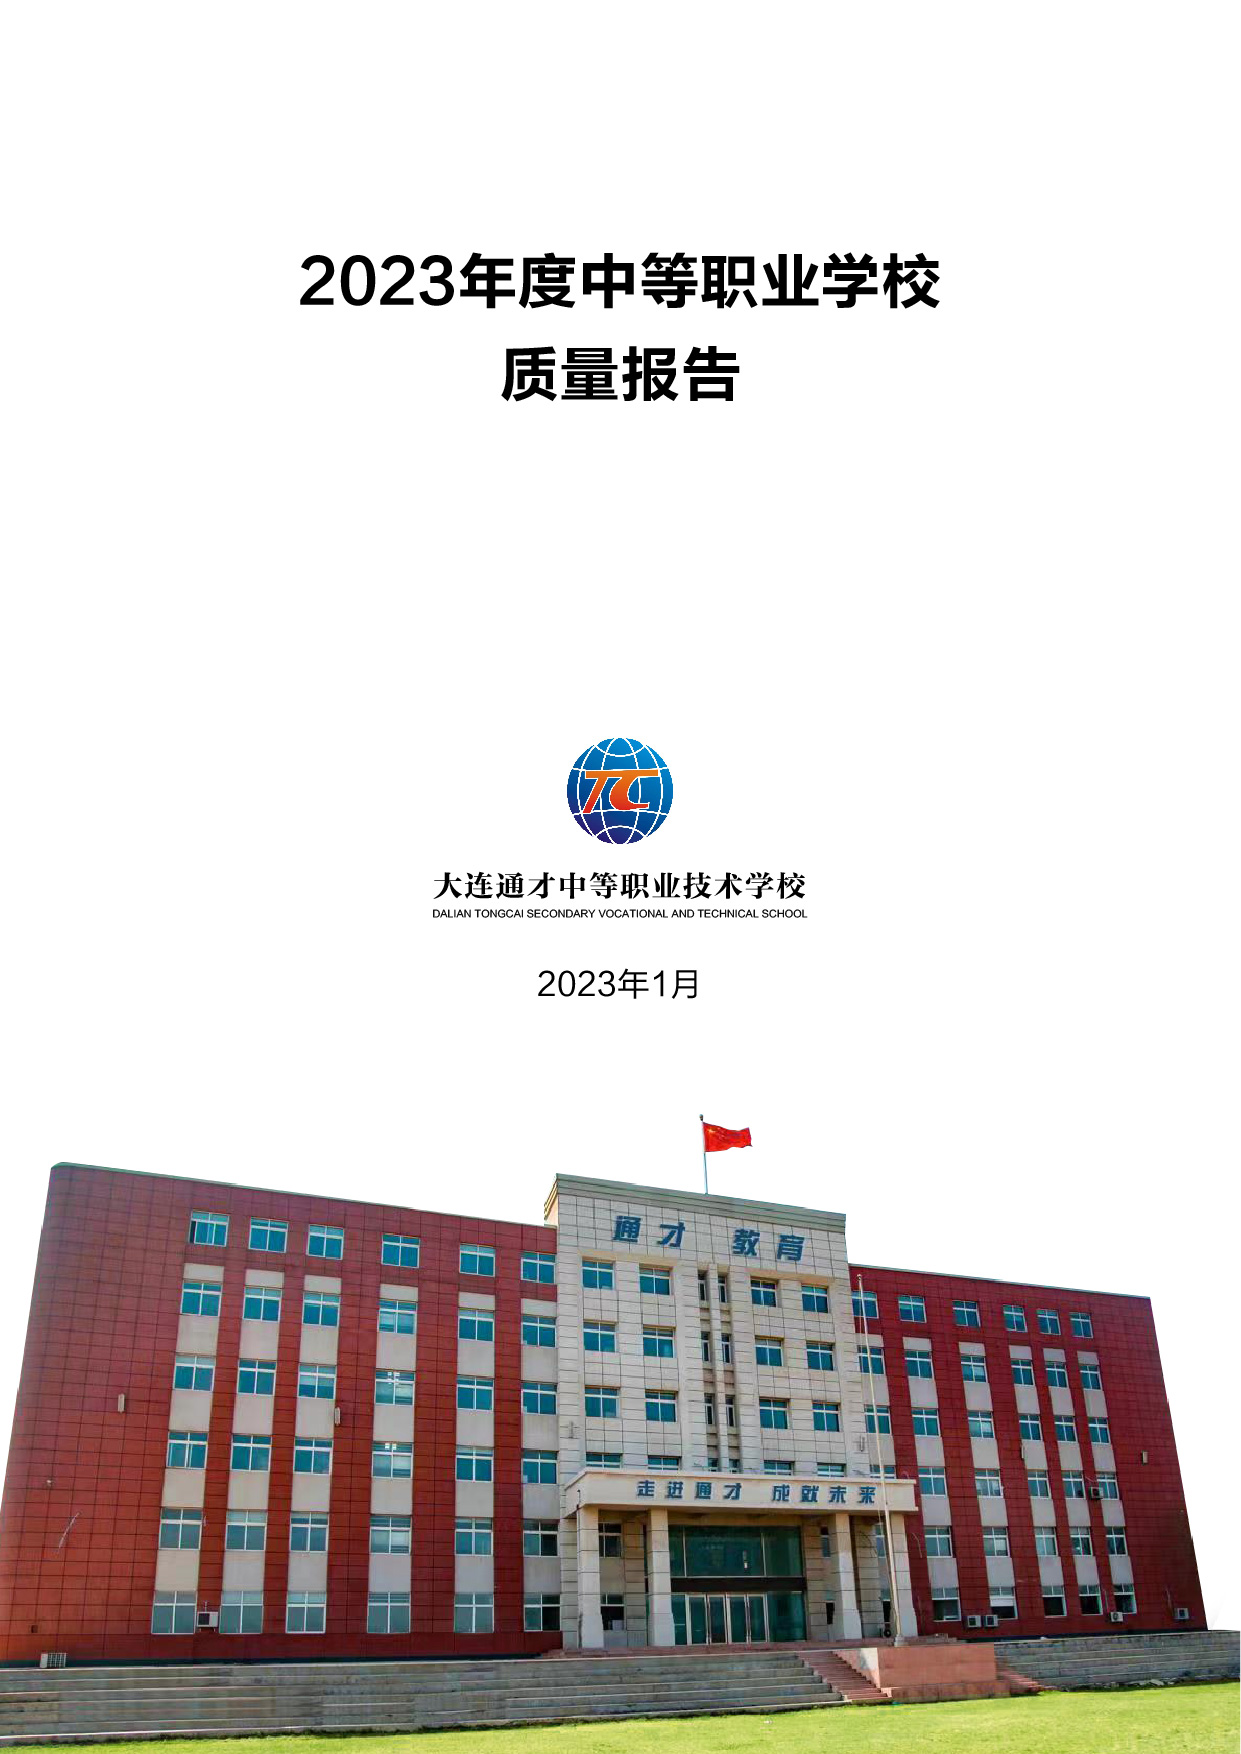 2023年度中等职业学校
质量报告
TC
大连通才中等职业技术学校
DALIAN TONGCAI SECONDARY VOCATIONAL AND TECHNICAL SCHOOL
2023年1月
通才 教育
走进通才 成就未来